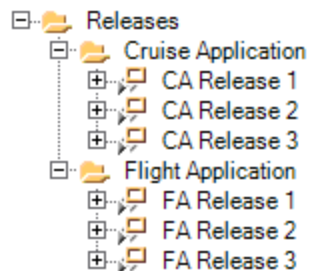 Releases
Cruise Application
CA Release 1
CA Release 2
CA Release 3
Flight Application
FA Release 1
FA Release 2
FA Release 3